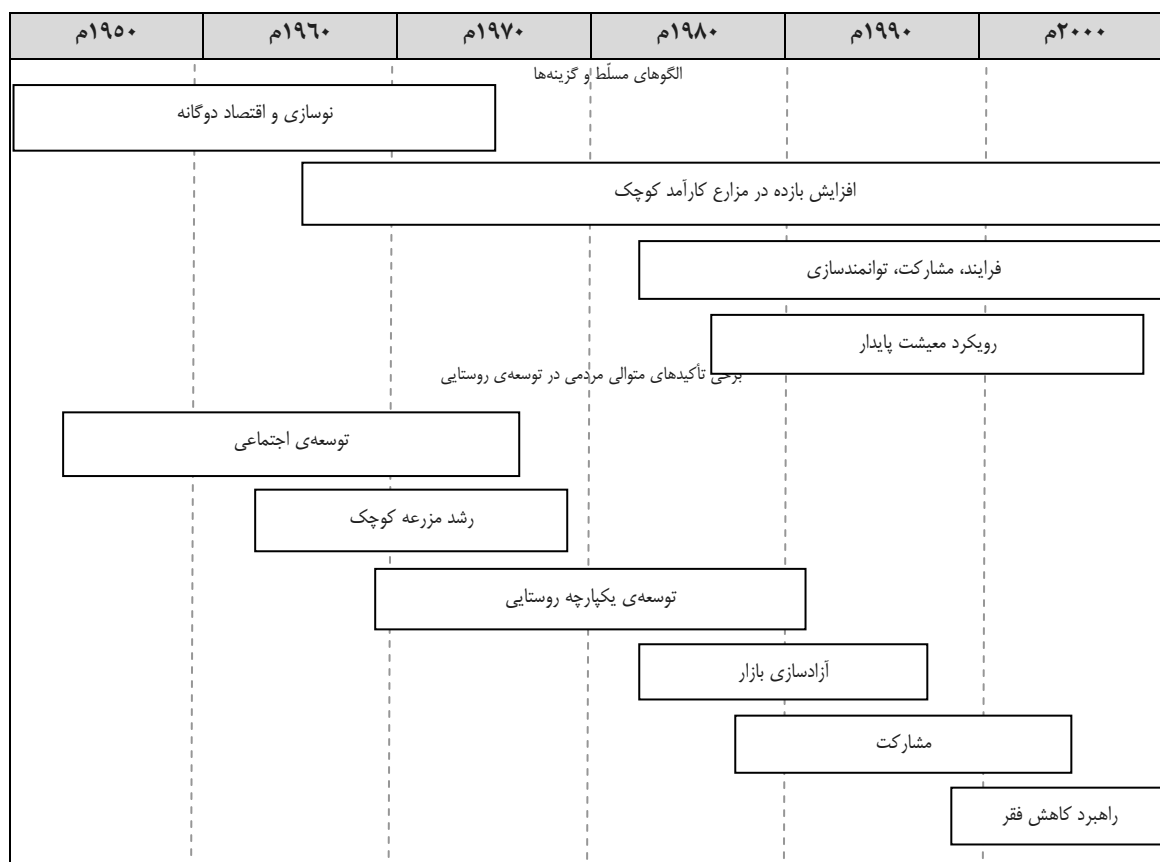 ۱۹۵۰م
۱۹۶۰م
۱۹۷۰م
۱۹۸۰م
۱۹۹۰م
۲۰۰۰م
الگوهای مسلّط و گزینه‌ها
نوسازی و اقتصاد دوگانه
افزایش بازده در مزارع کارآمد کوچک
فرایند، مشارکت، توانمندسازی
رویکرد معیشت پایدار
برخی تأکیدهای متوالی مردمی در توسعه‌ی روستایی
توسعه‌ی اجتماعی
رشد مزرعه کوچک
توسعه‌ی یکپارچه روستایی
آزادسازی بازار
مشارکت
راهبرد کاهش فقر